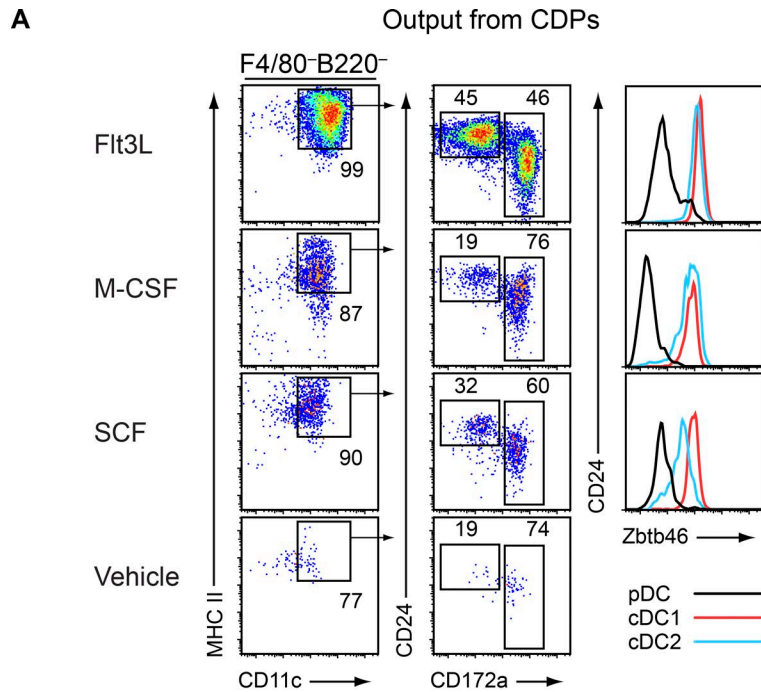 A
Output from CDPs
F4/80⁻B220⁻
Flt3L
99
45 46
M-CSF
87
19 76
SCF
90
32 60
Vehicle
77
19 74
MHC II
CD11c
CD24
CD172a
CD24
Zbtb46
pDC
cDC1
cDC2